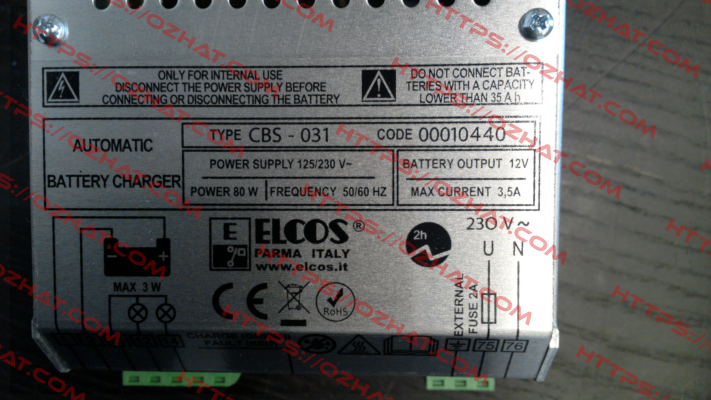 ONLY FOR INTERNAL USE
DISCONNECT THE POWER SUPPLY BEFORE
CONNECTING OR DISCONNECTING THE BATTERY
DO NOT CONNECT BAT-
TERIES WITH A CAPACITY
LOWER THAN 35 A h
AUTOMATIC
BATTERY CHARGER
TYPE CBS - 031 CODE 00010440
POWER SUPPLY 125/230 V~
POWER 80 W FREQUENCY 50/60 HZ
BATTERY OUTPUT 12V
MAX CURRENT 3,5A
E ELCOS®
PARMA ITALY
www.elcos.it
2h
230 V ~
U N
- +
MAX 3 W
CE
RoHS
EXTERNAL
FUSE 2A
CHARGE
FAULT
75 76
HTTPS://OZHAT.COM